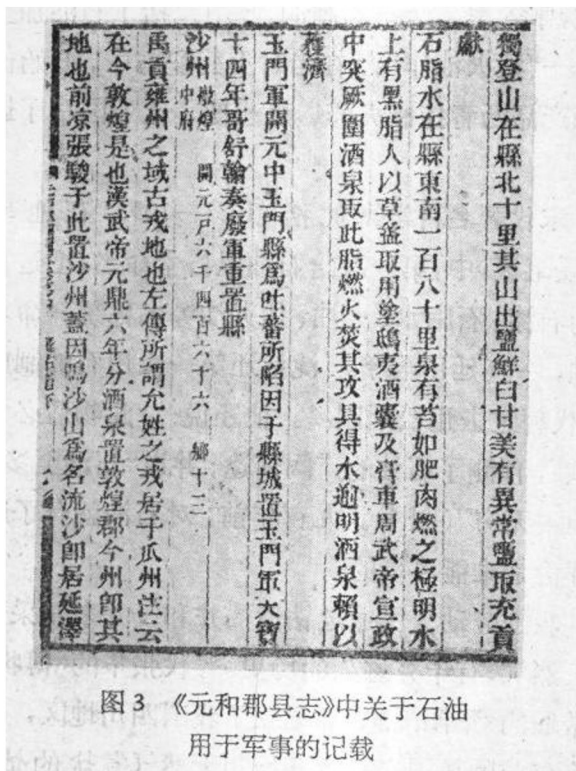 獨登山在縣北十里其山出鹽鮮白甘美有異常鹽取充貢
獻
石脂水在縣東南一百八十里泉有苔如肥肉燃之極明水
上有黑脂人以草盝取用塗鴟夷酒囊及膏車周武帝宣政
中突厥圍酒泉取此脂燃火焚其攻具得水逾明酒泉賴以
獲濟
玉門軍開元中玉門縣爲吐蕃所陷因于縣城置玉門軍天寶
十四年哥舒翰奏廢軍重置縣
沙州 燉煌 中府 開元戸六千四百六十六 鄉十三
禹貢雍州之域古戎地也左傳所謂允姓之戎居于瓜州注云
在今敦煌是也漢武帝元鼎六年分酒泉置敦煌郡今州卽其
地也前凉張駿于此置沙州蓋因鳴沙山爲名流沙卽居延澤
图3 《元和郡县志》中关于石油
用于军事的记载